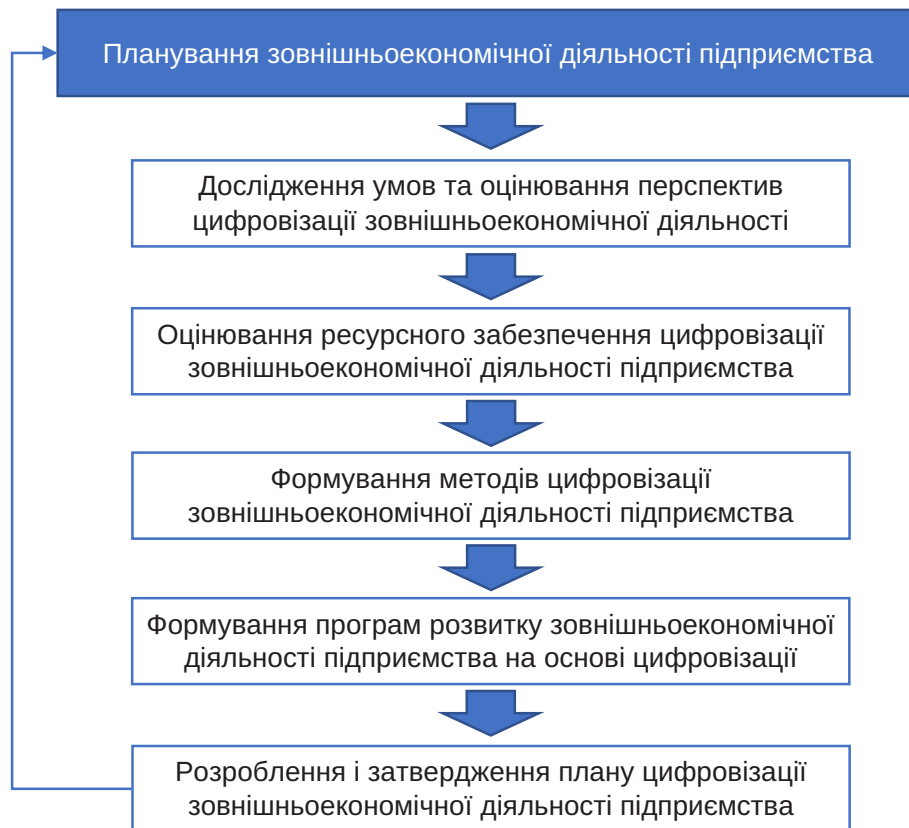 Планування зовнішньоекономічної діяльності підприємства
Дослідження умов та оцінювання перспектив
цифровізації зовнішньоекономічної діяльності
Оцінювання ресурсного забезпечення цифровізації
зовнішньоекономічної діяльності підприємства
Формування методів цифровізації
зовнішньоекономічної діяльності підприємства
Формування програм розвитку зовнішньоекономічної
діяльності підприємства на основі цифровізації
Розроблення і затвердження плану цифровізації
зовнішньоекономічної діяльності підприємства